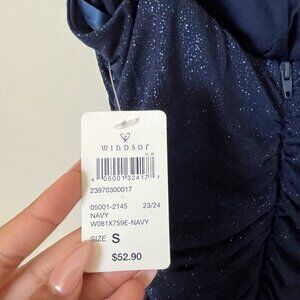 WINDSOR
4 05001 32417 7
23970300017
05001-2145 23/24
NAVY
W081X759E-NAVY
SIZE S
$52.90